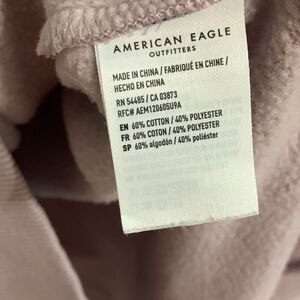 AMERICAN EAGLE
OUTFITTERS
MADE IN CHINA / FABRIQUÉ EN CHINE /
HECHO EN CHINA
RN 54485 / CA 03873
RFC# AEM120605U9A
EN 60% COTTON / 40% POLYESTER
FR 60% COTON / 40% POLYESTER
SP 60% algodón / 40% poliéster